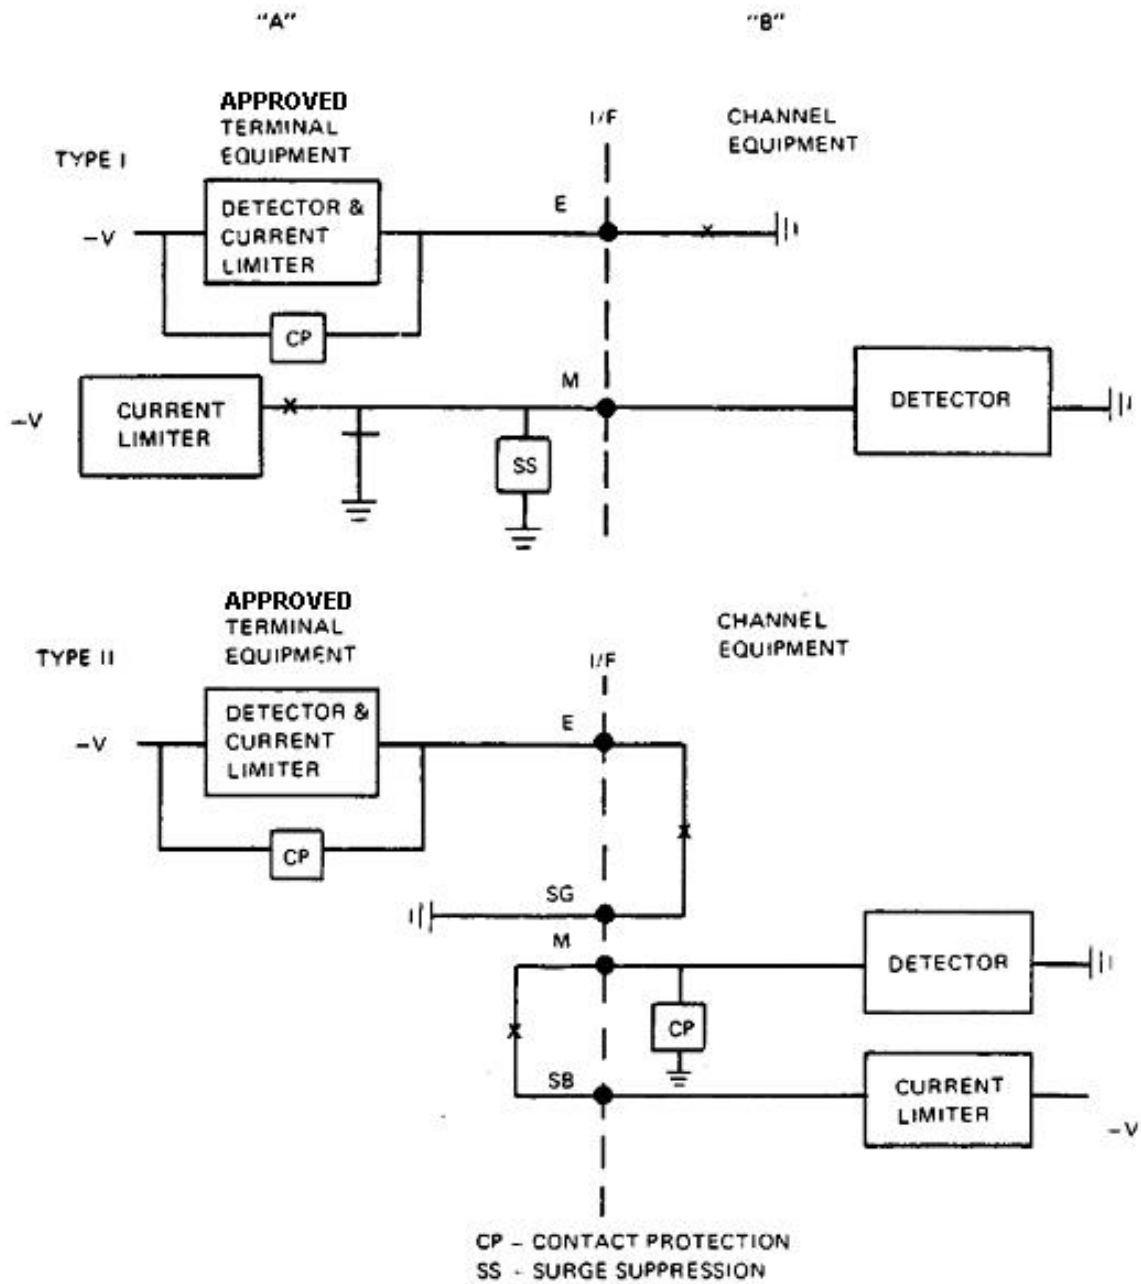 "A"
"B"
APPROVED
TERMINAL
EQUIPMENT
I/F
CHANNEL
EQUIPMENT
TYPE I
DETECTOR &
CURRENT
LIMITER
-V
E
CP
M
CURRENT
LIMITER
-V
SS
DETECTOR
APPROVED
TERMINAL
EQUIPMENT
I/F
CHANNEL
EQUIPMENT
TYPE II
DETECTOR &
CURRENT
LIMITER
-V
E
CP
SG
M
DETECTOR
CP
SB
CURRENT
LIMITER
-V
CP - CONTACT PROTECTION
SS - SURGE SUPPRESSION